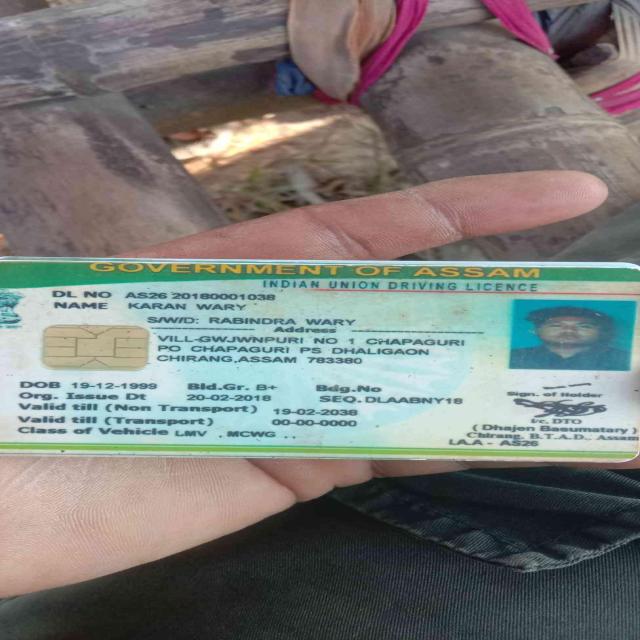 GOVERNMENT OF ASSAM
INDIAN UNION DRIVING LICENCE
DL NO AS26 20180001038
NAME KARAN WARY
S/W/D: RABINDRA WARY
Address
VILL-GWJWNPURI NO 1 CHAPAGURI
PO CHAPAGURI PS DHALIGAON
CHIRANG,ASSAM 783380
DOB 19-12-1999 Bld.Gr. B+ Bdg.No
Org. Issue Dt 20-02-2018 SEQ.DLAABNY18
Valid till (Non Transport) 19-02-2038
Valid till (Transport) 00-00-0000
Class of Vehicle LMV , MCWG ..
Sign. of Holder
I/c, DTO
(Dhajen Basumatary)
Chirang, B.T.A.D., Assam
LAA : AS26